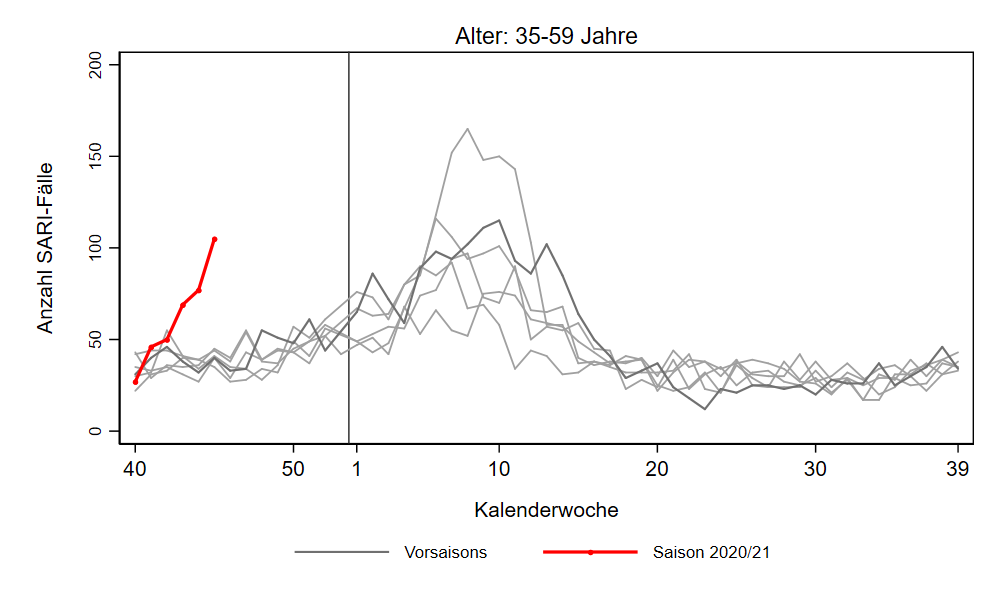 Alter: 35-59 Jahre
Anzahl SARI-Fälle
200
150
100
50
0
40 50 1 10 20 30 39
Kalenderwoche
Vorsaisons Saison 2020/21